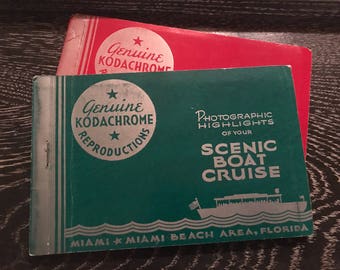 Genuine
KODACHROME
Genuine
KODACHROME
REPRODUCTIONS
PHOTOGRAPHIC
HIGHLIGHTS
OF YOUR
SCENIC
BOAT
CRUISE
MIAMI ★ MIAMI BEACH AREA, FLORIDA